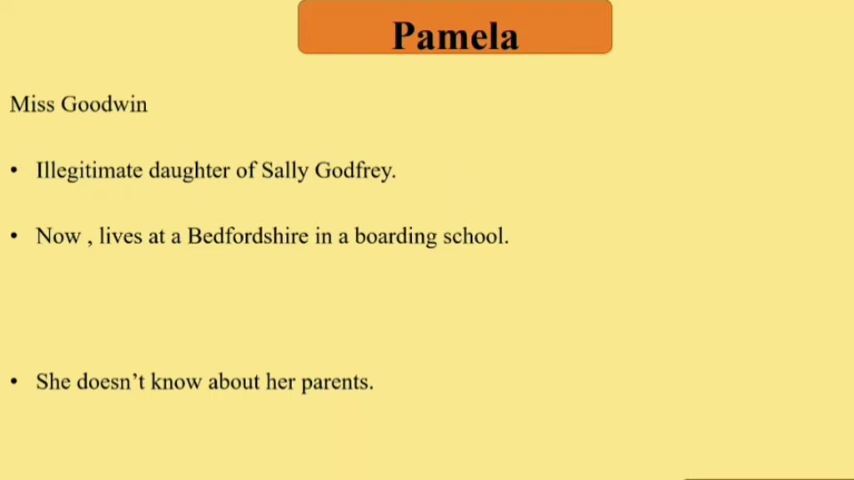 Pamela
Miss Goodwin
• Illegitimate daughter of Sally Godfrey.
• Now , lives at a Bedfordshire in a boarding school.
• She doesn’t know about her parents.